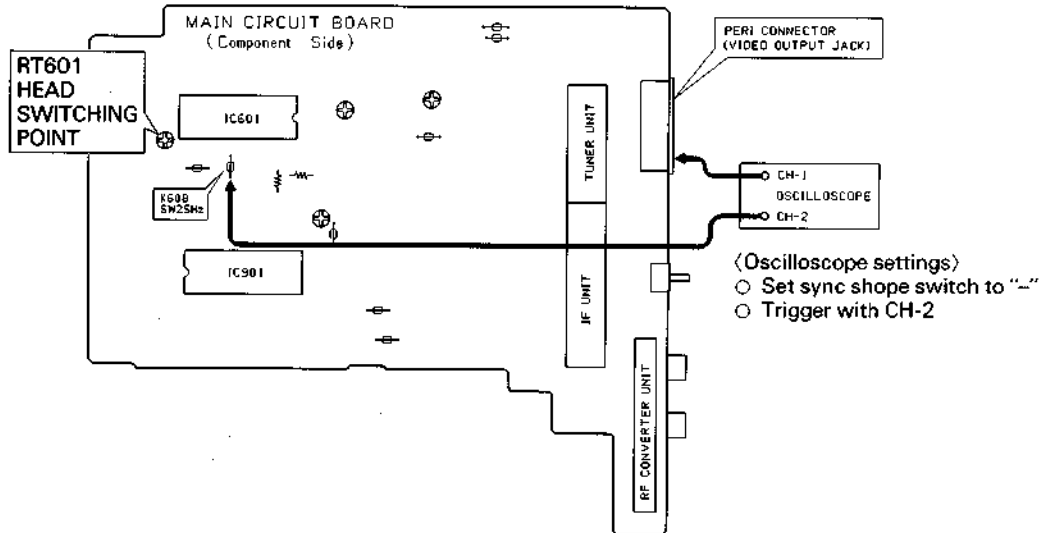 MAIN CIRCUIT BOARD
(Component Side)
PERI CONNECTOR
(VIDEO OUTPUT JACK)
RT601
HEAD
SWITCHING
POINT
IC601
TUNER UNIT
K608
SW25Hz
CH-1
OSCILLOSCOPE
CH-2
IC901
IF UNIT
〈Oscilloscope settings〉
○ Set sync shope switch to "–"
○ Trigger with CH-2
RF CONVERTER UNIT